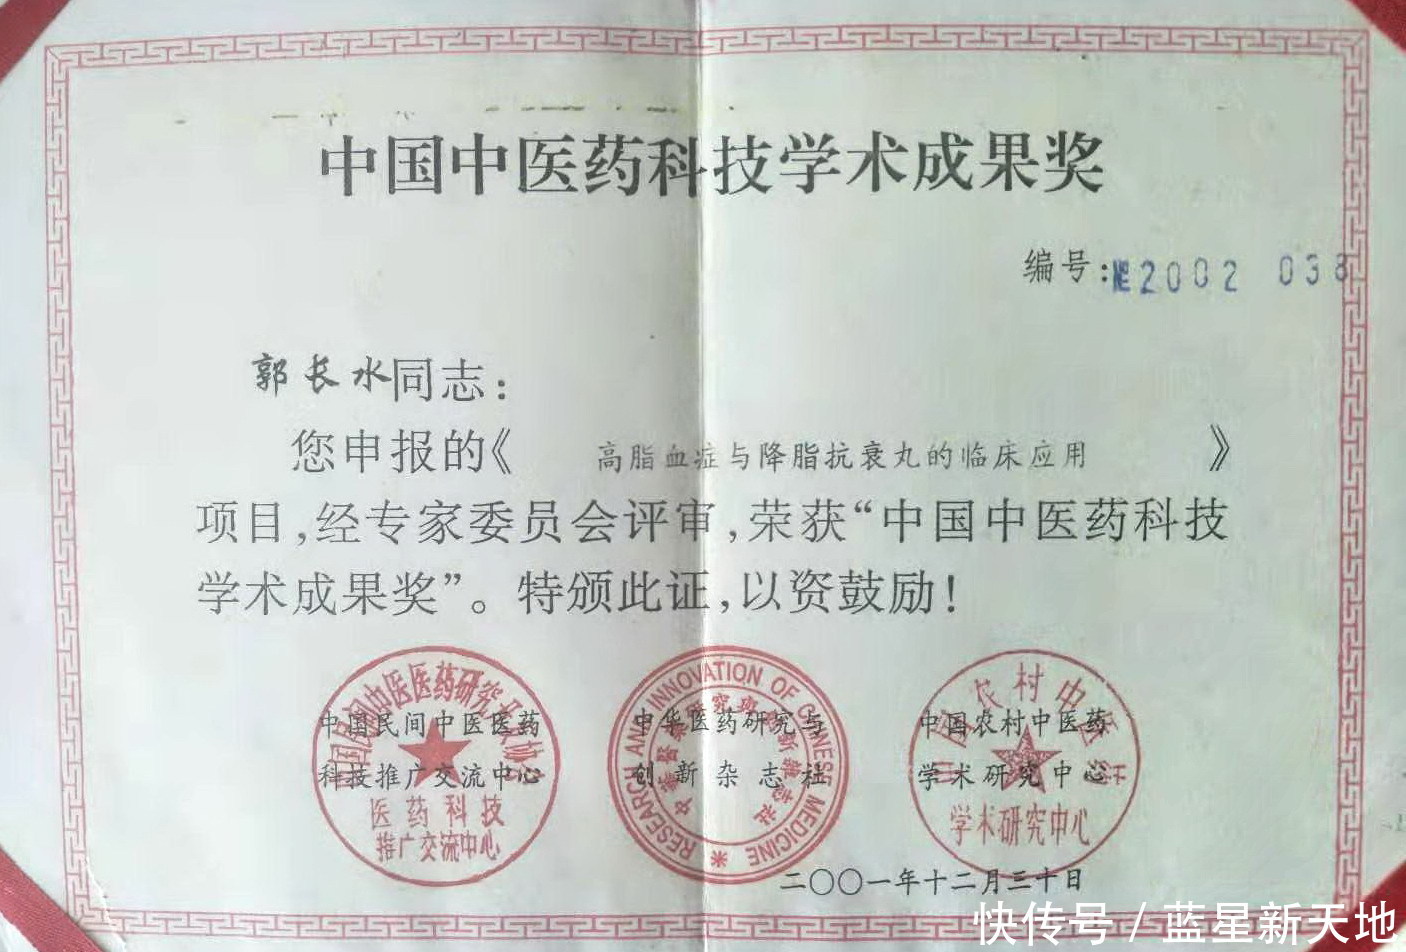 中国中医药科技学术成果奖
编号:№2002 038
郭长水同志:
您申报的《 高脂血症与降脂抗衰丸的临床应用 》
项目,经专家委员会评审,荣获“中国中医药科技
学术成果奖”。特颁此证,以资鼓励!
中国民间中医医药
科技推广交流中心
医药科技
推广交流中心
中华医药研究与
创新杂志社
RESEARCH AND INNOVATION OF CHINESE MEDICINE
中国农村中医药
学术研究中心
学术研究中心
二〇〇一年十二月三十日
快传号 / 蓝星新天地